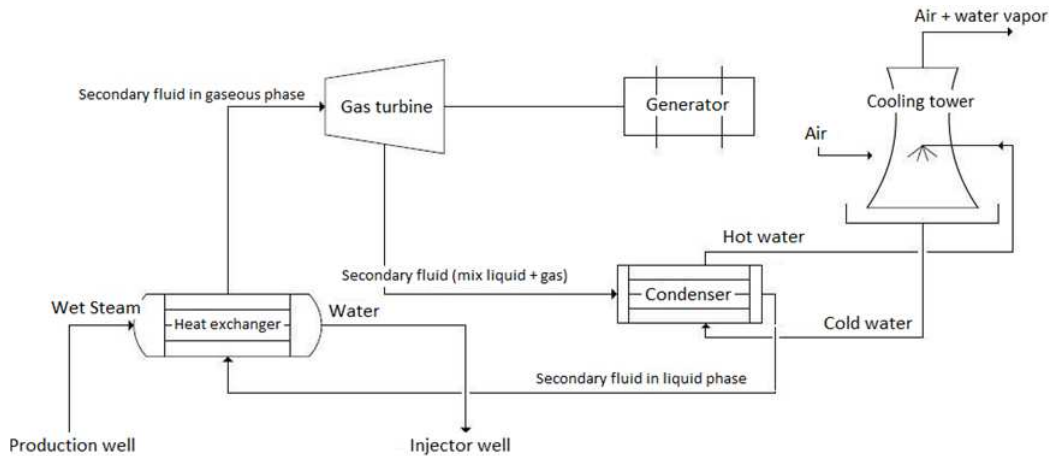 Air + water vapor
Secondary fluid in gaseous phase
Gas turbine
Generator
Cooling tower
Air
Hot water
Secondary fluid (mix liquid + gas)
Condenser
Wet Steam
Heat exchanger
Water
Cold water
Secondary fluid in liquid phase
Production well
Injector well